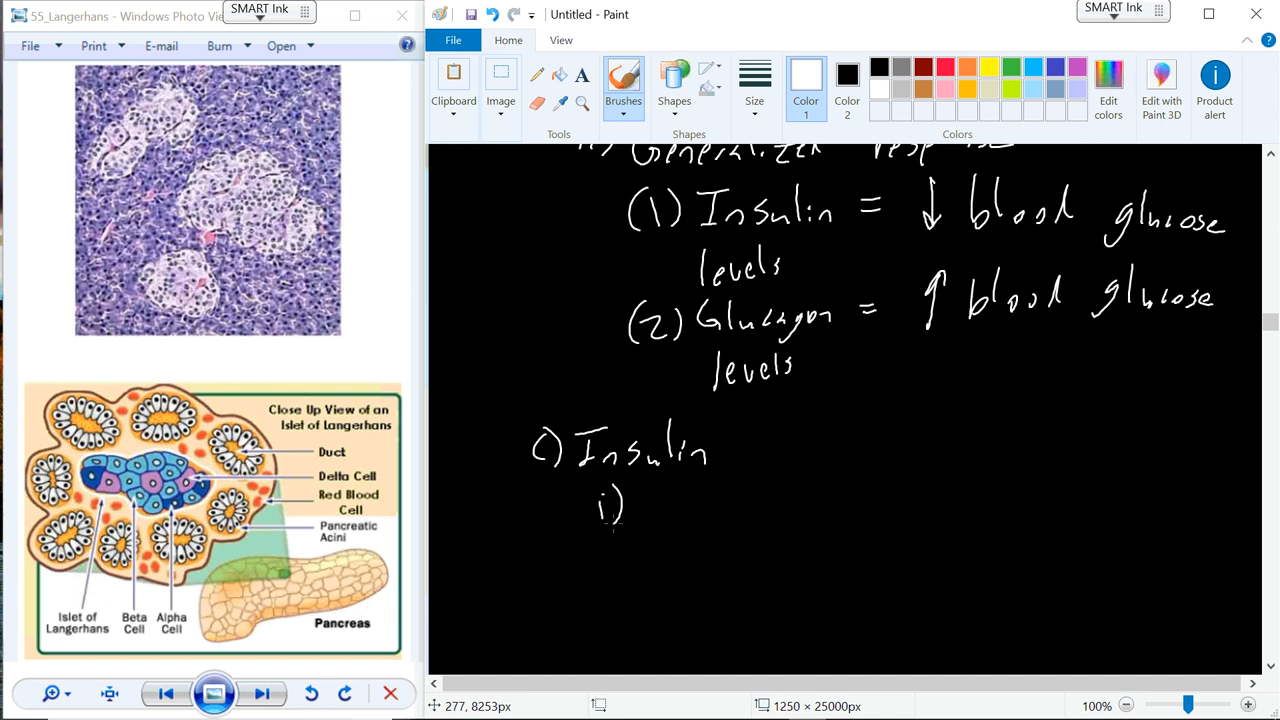 55_Langerhans - Windows Photo Vie
SMART Ink
File Print E-mail Burn Open
Close Up View of an
Islet of Langerhans
Duct
Delta Cell
Red Blood
Cell
Pancreatic
Acini
Islet of
Langerhans
Beta
Cell
Alpha
Cell
Pancreas
Untitled - Paint
SMART Ink
File Home View
Clipboard
Image
Tools
Brushes
Shapes
Shapes
Size
Color
1
Color
2
Edit
colors
Colors
Edit with
Paint 3D
Product
alert
Generalized response
(1) Insulin = ↓ blood glucose
levels
(2) Glucagon = ↑ blood glucose
levels
c) Insulin
i)
277, 8253px
1250 × 25000px
100%